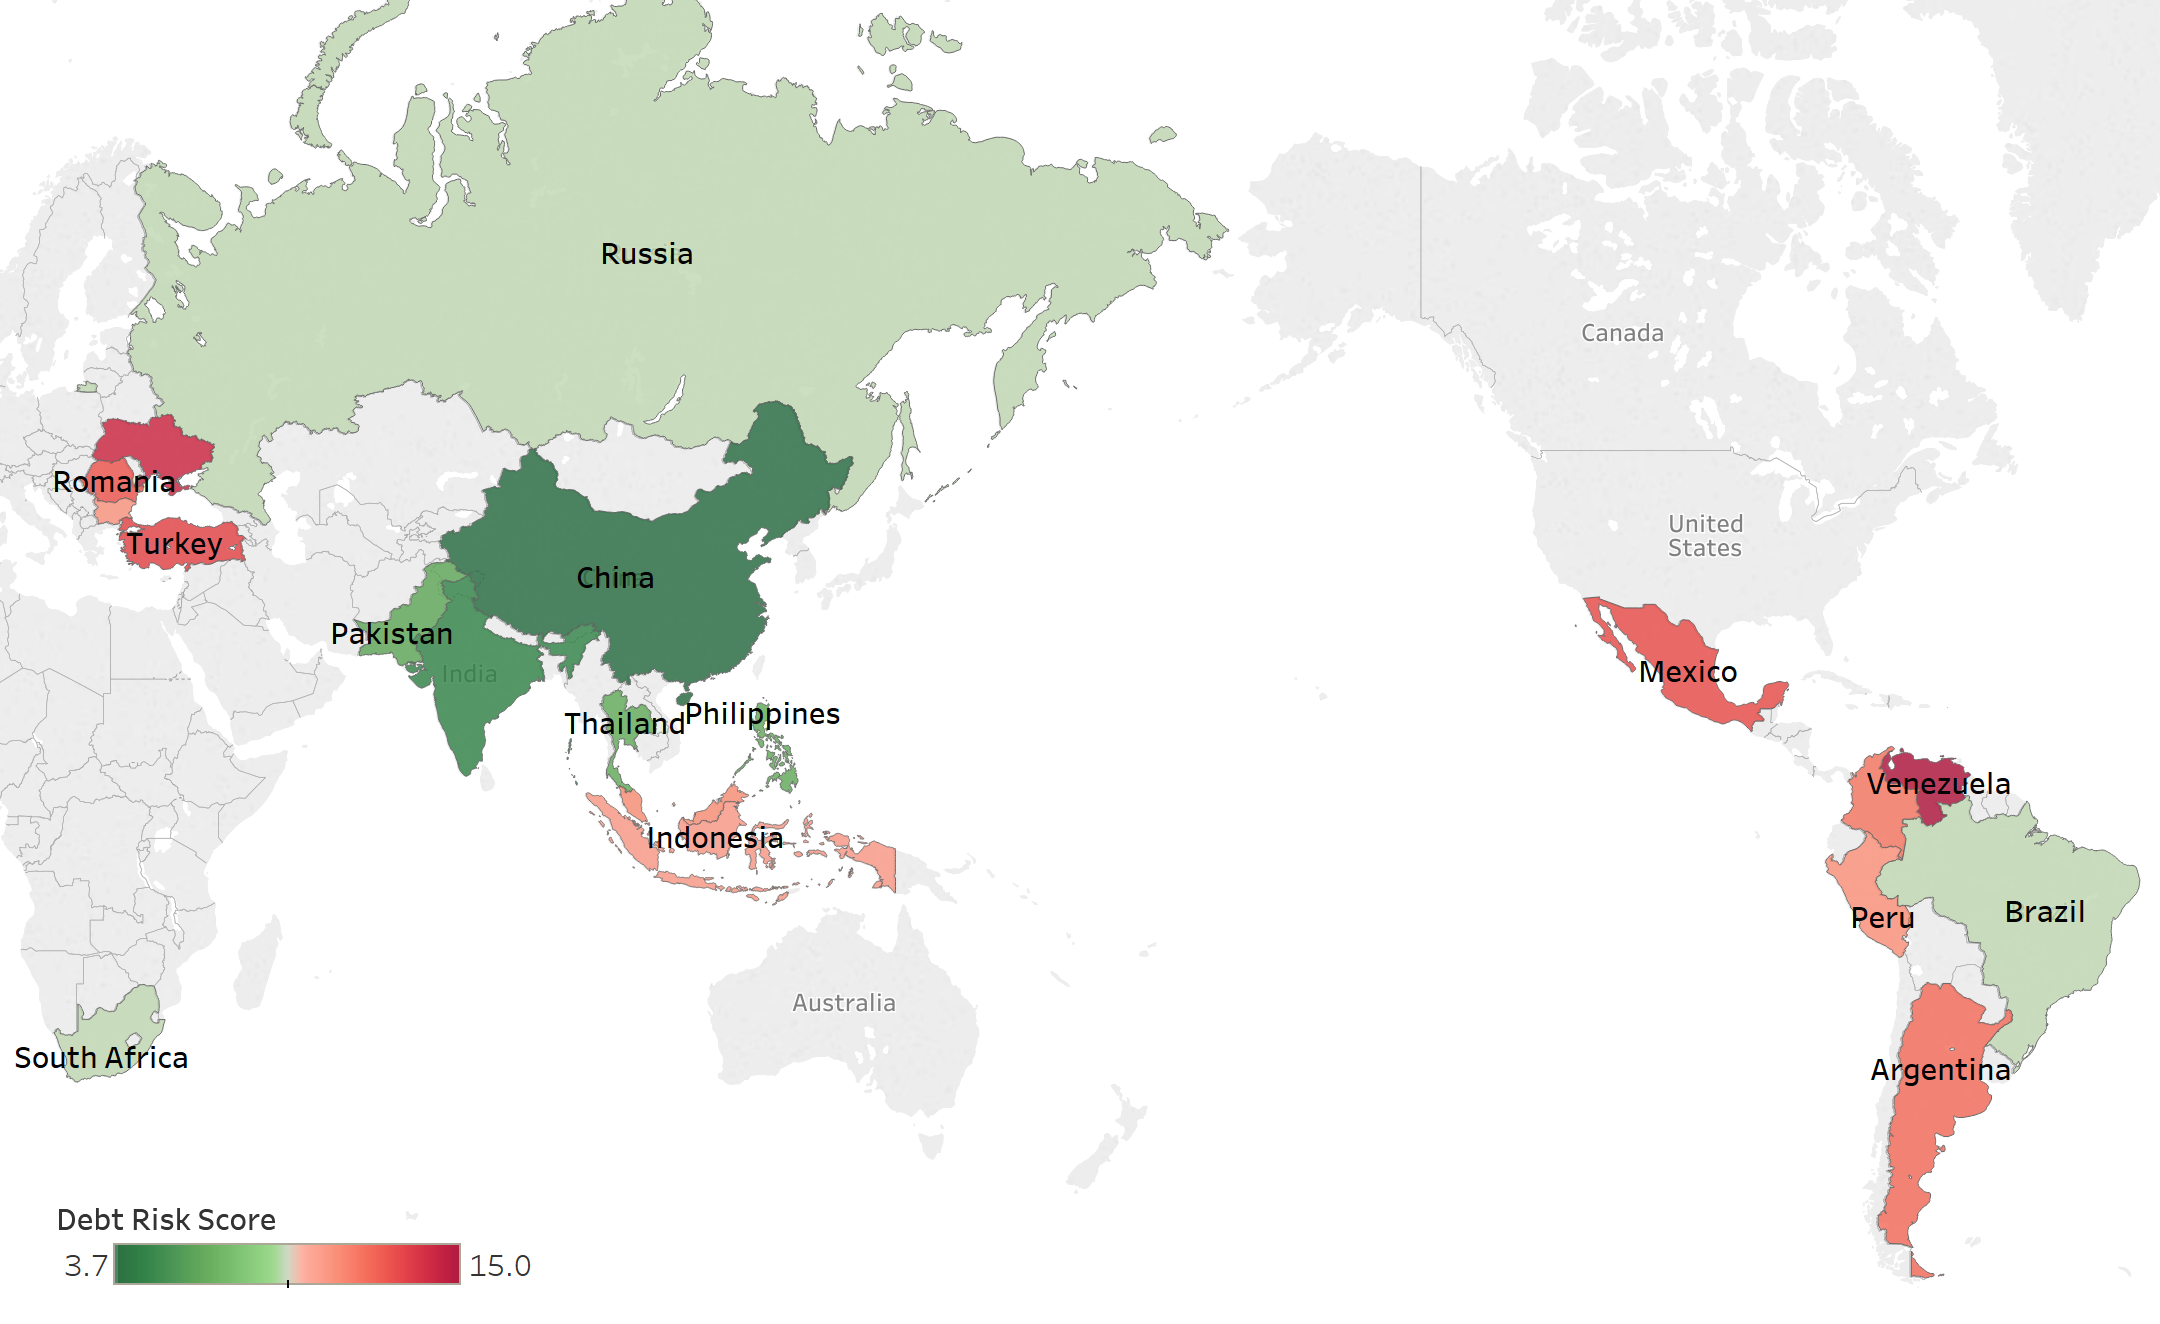 Russia
Canada
Romania
United
States
Turkey
China
Pakistan
India
Mexico
Thailand
Philippines
Venezuela
Indonesia
Brazil
Peru
Australia
South Africa
Argentina
Debt Risk Score
3.7
15.0